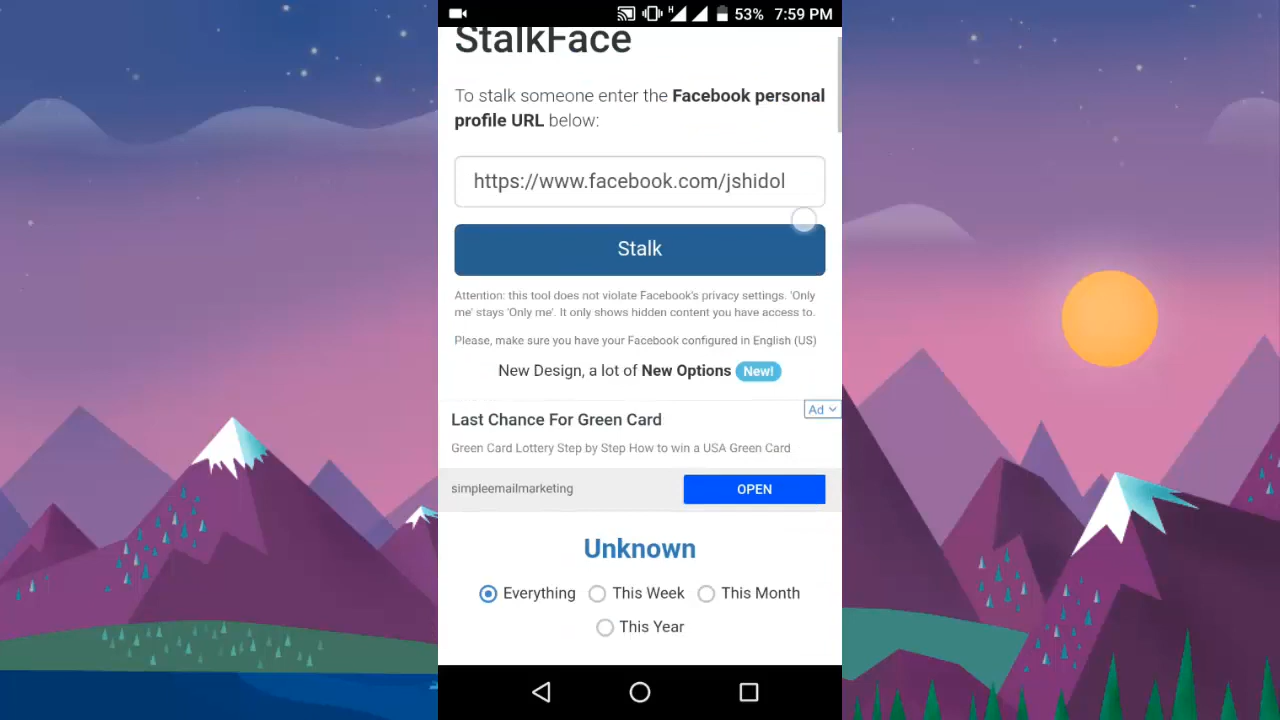 H 53% 7:59 PM
StalkFace
To stalk someone enter the Facebook personal
profile URL below:
https://www.facebook.com/jshidol
Stalk
Attention: this tool does not violate Facebook's privacy settings. 'Only
me' stays 'Only me'. It only shows hidden content you have access to.
Please, make sure you have your Facebook configured in English (US)
New Design, a lot of New Options New!
Ad
Last Chance For Green Card
Green Card Lottery Step by Step How to win a USA Green Card
simpleemailmarketing OPEN
Unknown
Everything This Week This Month
This Year